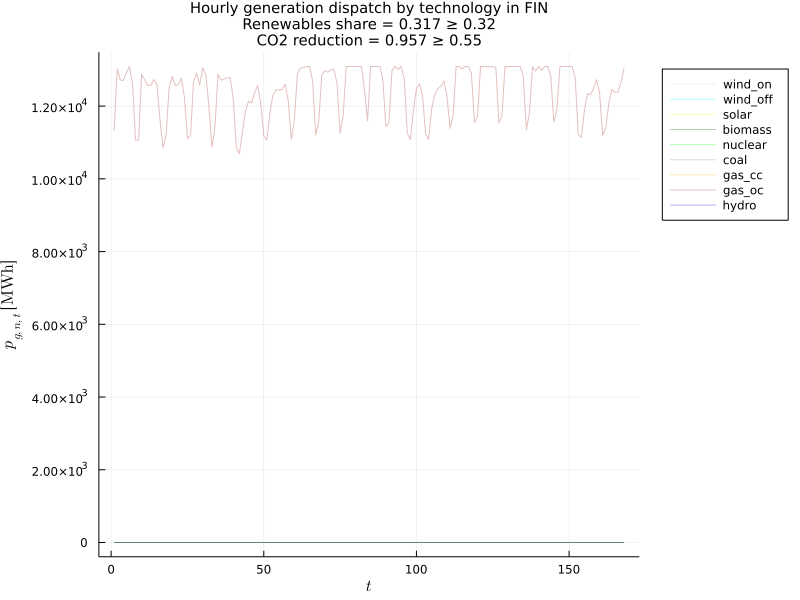 Hourly generation dispatch by technology in FIN
Renewables share = 0.317 ≥ 0.32
CO2 reduction = 0.957 ≥ 0.55
1.20×10⁴
1.00×10⁴
8.00×10³
6.00×10³
4.00×10³
2.00×10³
0
p_{g,n,t} [MWh]
0 50 100 150
t
wind_on
wind_off
solar
biomass
nuclear
coal
gas_cc
gas_oc
hydro